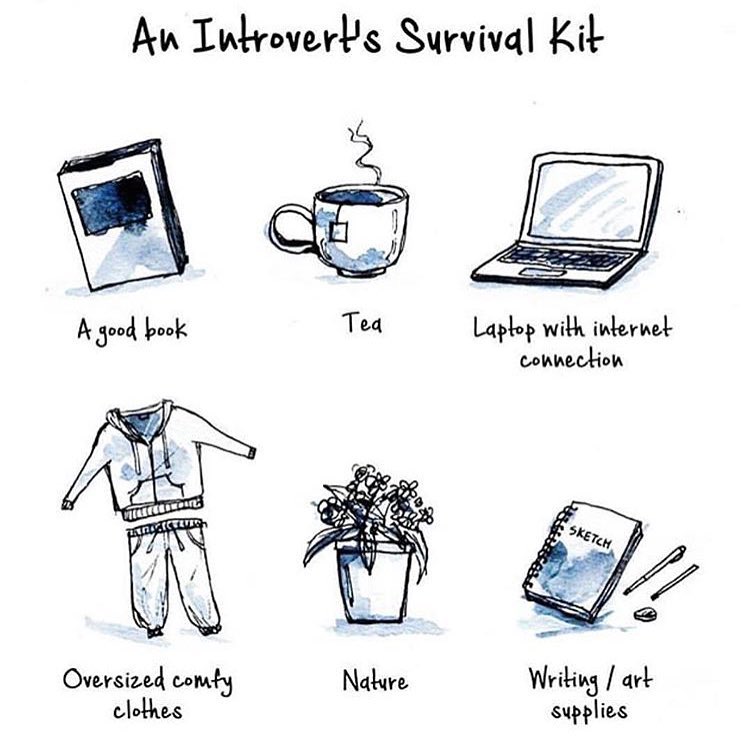 An Introvert's Survival Kit
A good book
Tea
Laptop with internet
connection
SKETCH
Oversized comfy
clothes
Nature
Writing / art
supplies